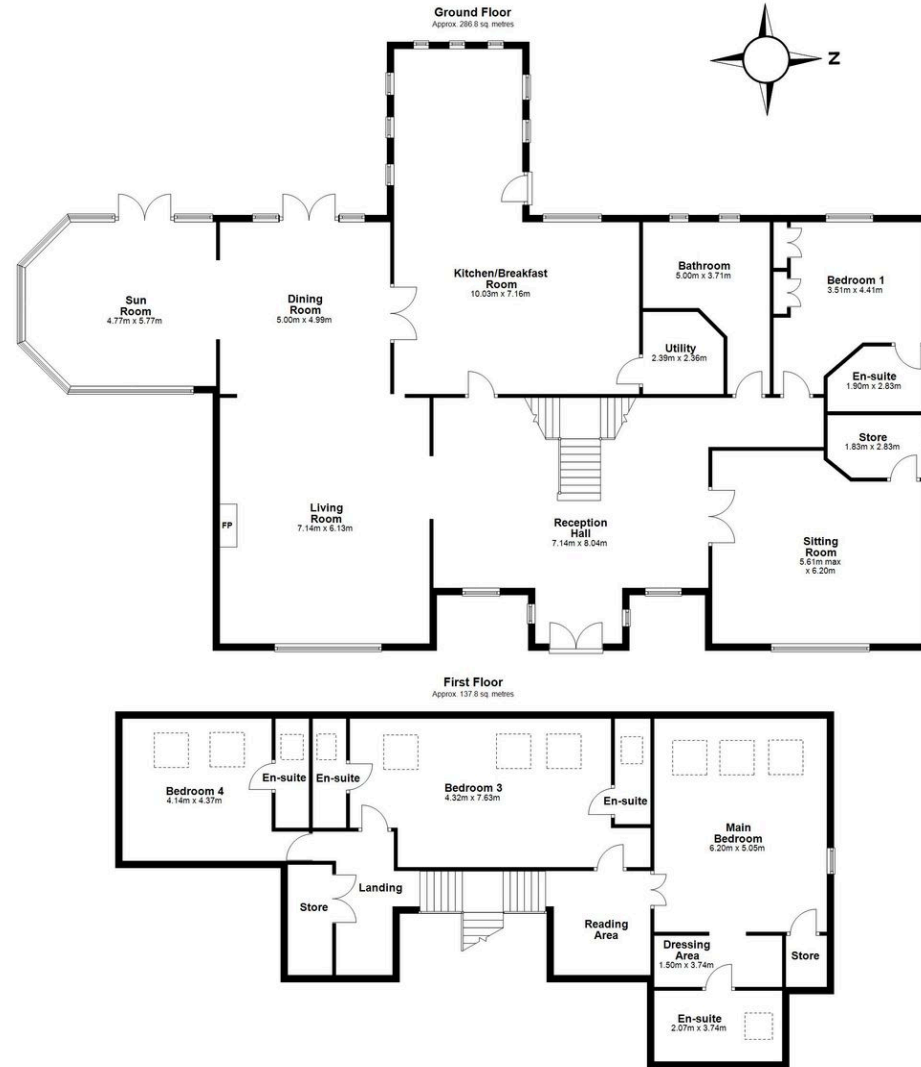 Ground Floor
Approx. 286.8 sq. metres
N
Kitchen/Breakfast
Room
10.03m x 7.16m
Bathroom
5.00m x 3.71m
Bedroom 1
3.51m x 4.41m
Sun
Room
4.77m x 5.77m
Dining
Room
5.00m x 4.99m
Utility
2.39m x 2.36m
En-suite
1.90m x 2.83m
Store
1.83m x 2.83m
Living
Room
7.14m x 6.13m
FP
Reception
Hall
7.14m x 8.04m
Sitting
Room
5.61m max
x 6.20m
First Floor
Approx. 137.8 sq. metres
Bedroom 4
4.14m x 4.37m
En-suite
En-suite
Bedroom 3
4.32m x 7.63m
En-suite
Main
Bedroom
6.20m x 5.05m
Store
Landing
Reading
Area
Dressing
Area
1.50m x 3.74m
Store
En-suite
2.07m x 3.74m